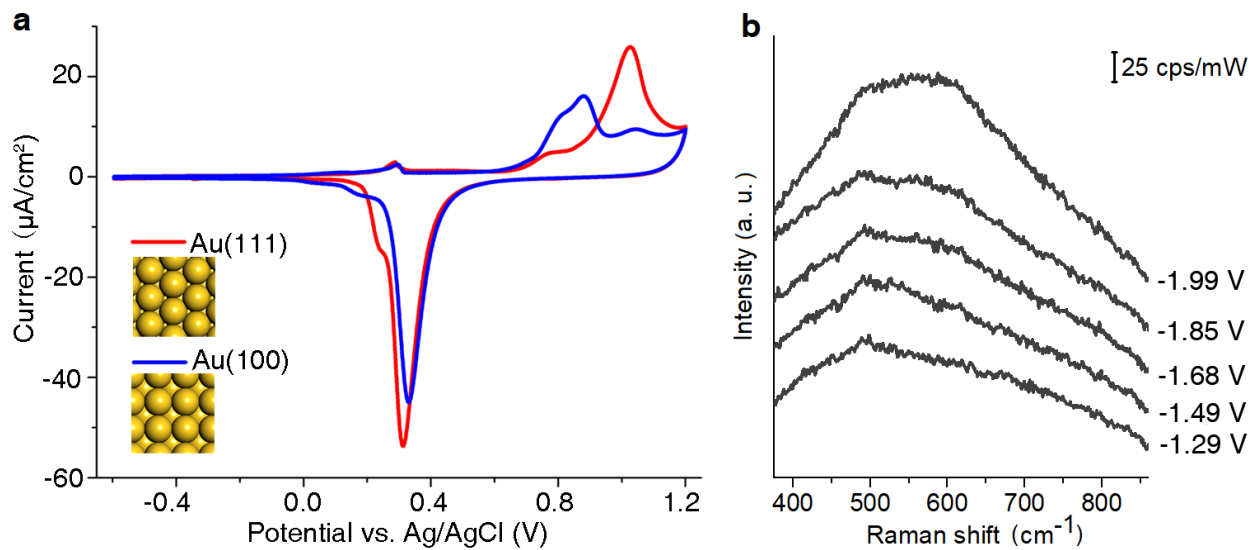 a
Current (μA/cm²)
20
0
-20
-40
-60
Au(111)
Au(100)
-0.4
0.0
0.4
0.8
1.2
Potential vs. Ag/AgCl (V)
b
25 cps/mW
Intensity (a. u.)
-1.99 V
-1.85 V
-1.68 V
-1.49 V
-1.29 V
400
500
600
700
800
Raman shift (cm⁻¹)